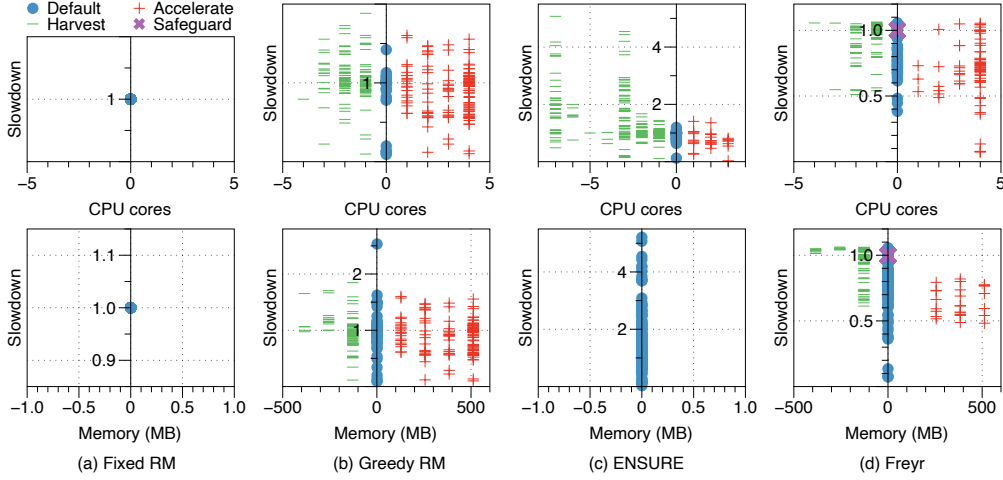 Default
Accelerate
Harvest
Safeguard
Slowdown
1
−5
0
5
CPU cores
Slowdown
1
−5
0
5
CPU cores
Slowdown
4
2
1
−5
0
CPU cores
Slowdown
1.0
0.5
−5
0
5
CPU cores
Slowdown
1.1
1.0
0.9
−1.0
−0.5
0
0.5
1.0
Memory (MB)
(a) Fixed RM
Slowdown
2
1
−500
0
500
Memory (MB)
(b) Greedy RM
Slowdown
4
2
−1.0
−0.5
0
0.5
1.0
Memory (MB)
(c) ENSURE
Slowdown
1.0
0.5
−500
0
500
Memory (MB)
(d) Freyr